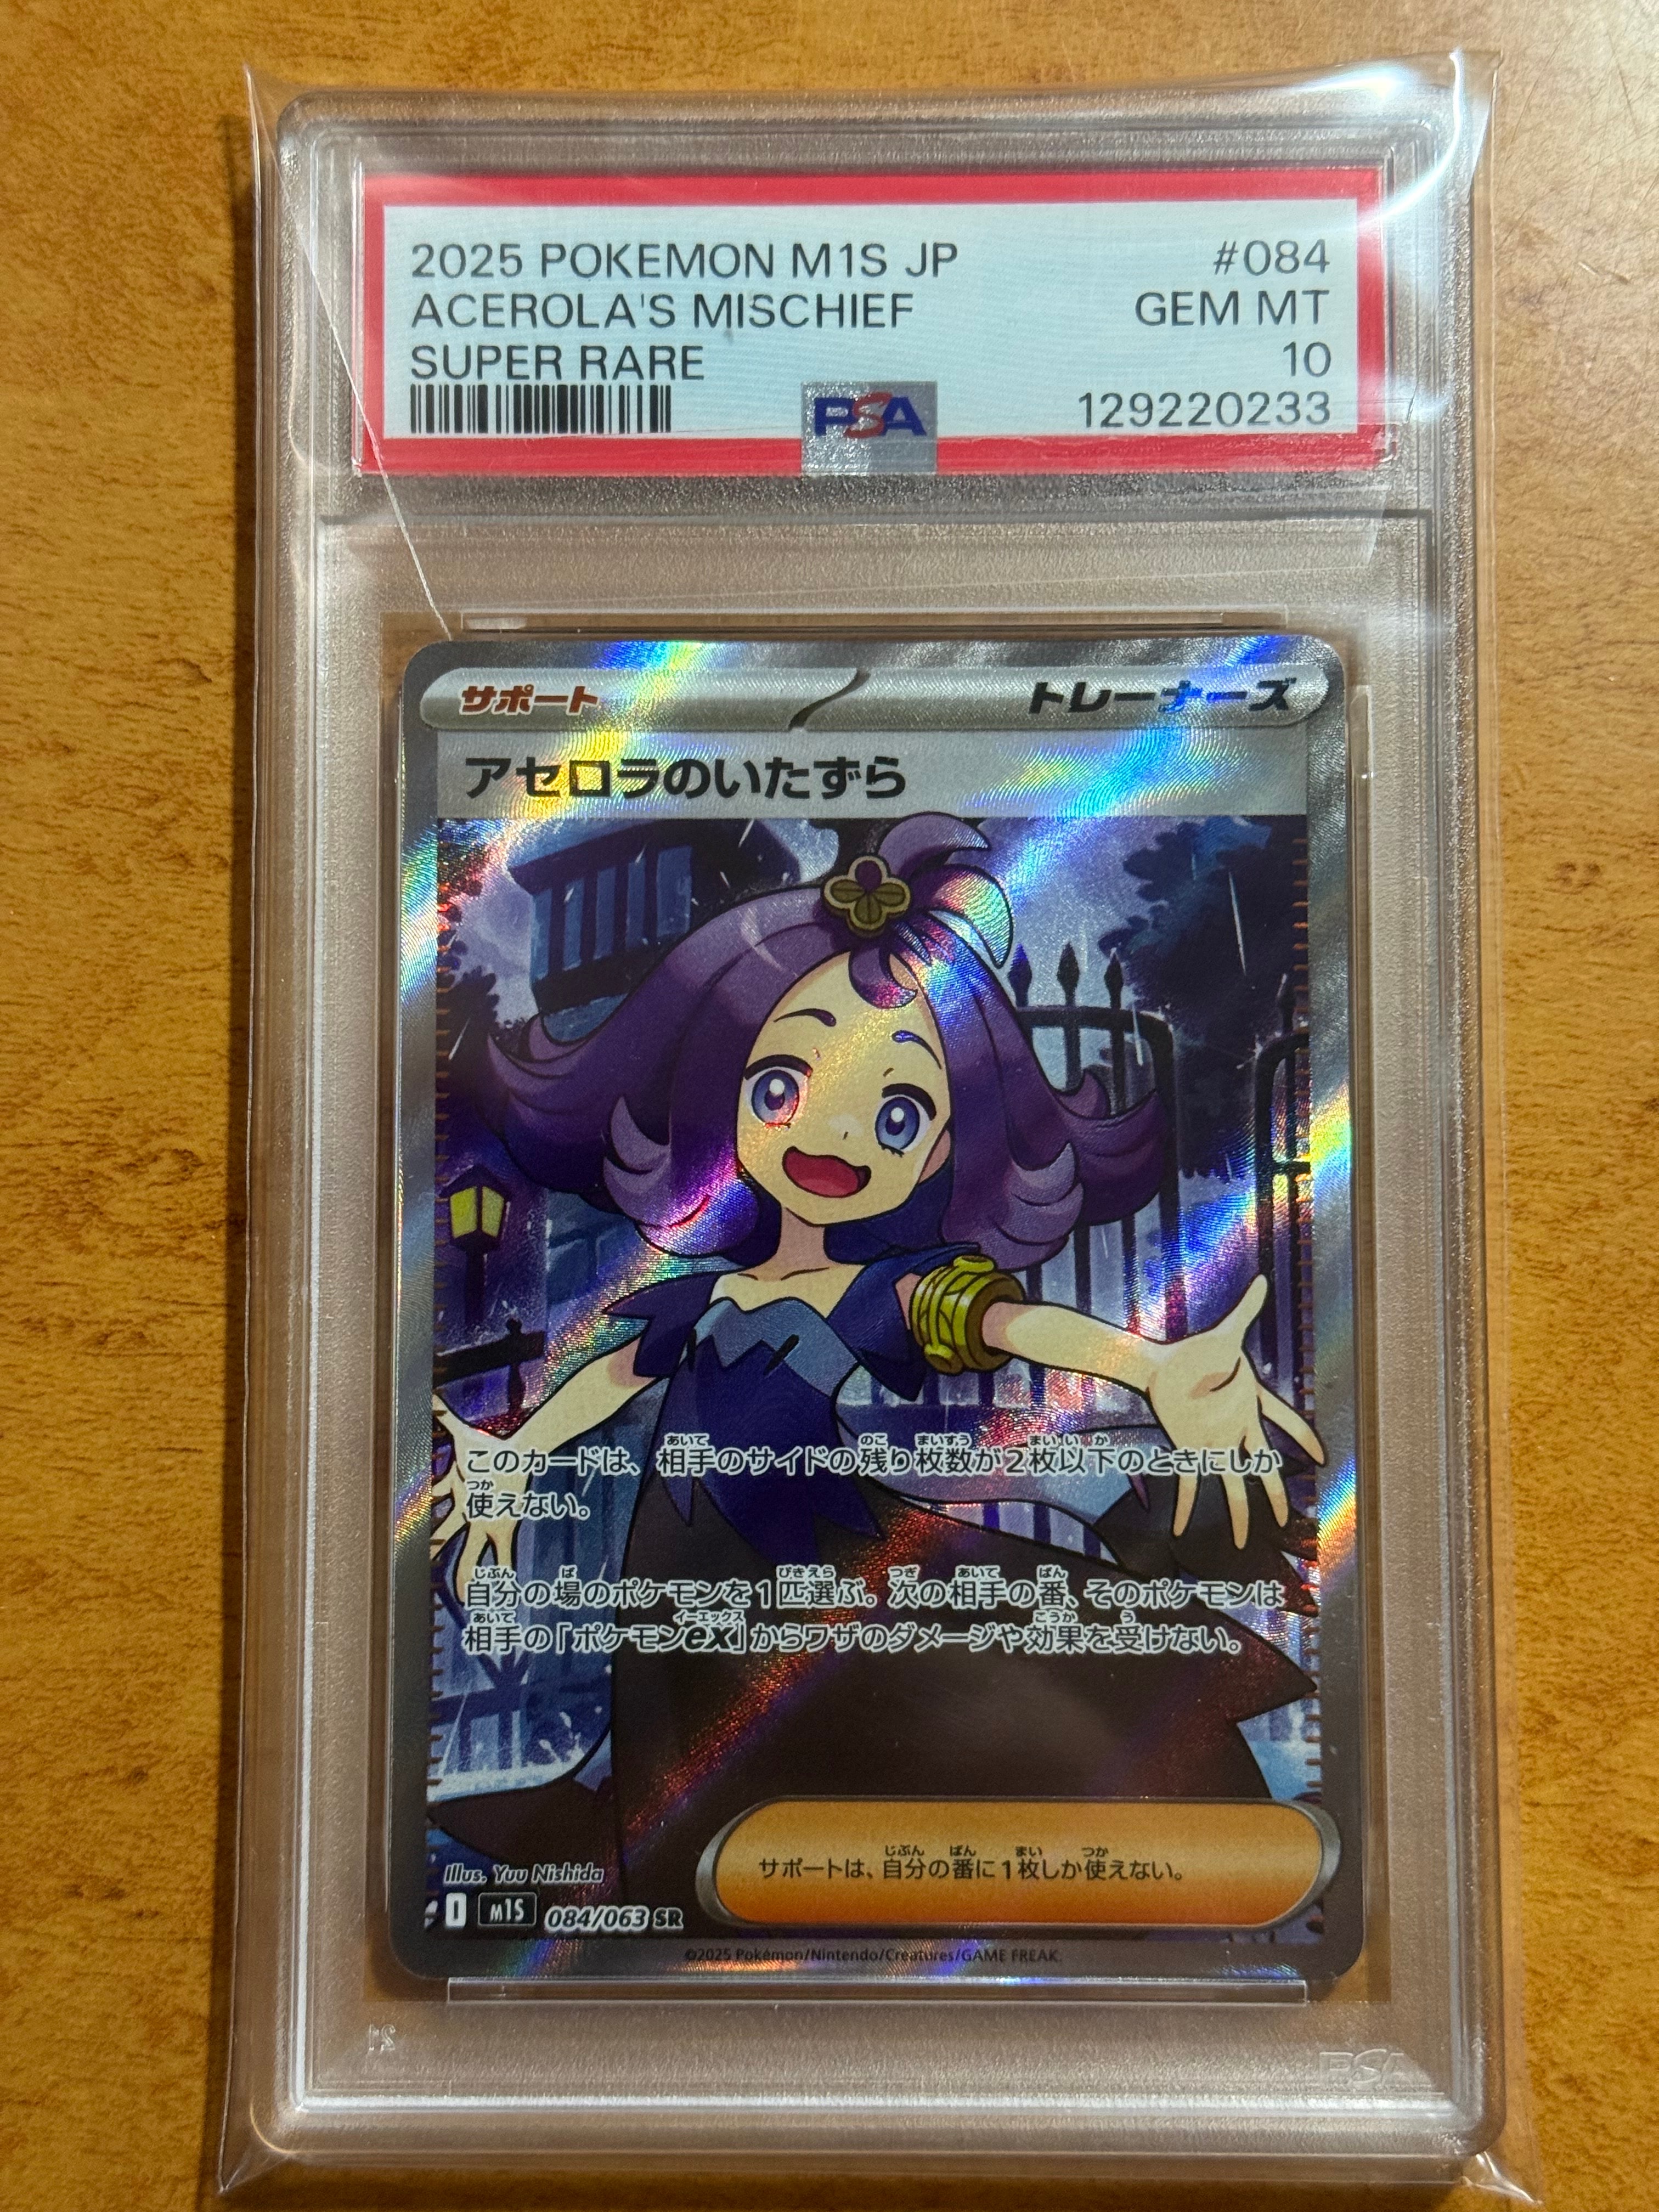 2025 POKEMON M1S JP #084
ACEROLA'S MISCHIEF GEM MT
SUPER RARE 10
PSA 129220233
サポート トレーナーズ
アセロラのいたずら
このカードは、相手のサイドの残り枚数が2枚以下のときにしか
使えない。
自分の場のポケモンを1匹選ぶ。次の相手の番、そのポケモンは
相手の「ポケモンex」からワザのダメージや効果を受けない。
サポートは、自分の番に1枚しか使えない。
Illus. Yuu Nishida
I M1S 084/063 SR
©2025 Pokémon/Nintendo/Creatures/GAME FREAK.
PSA